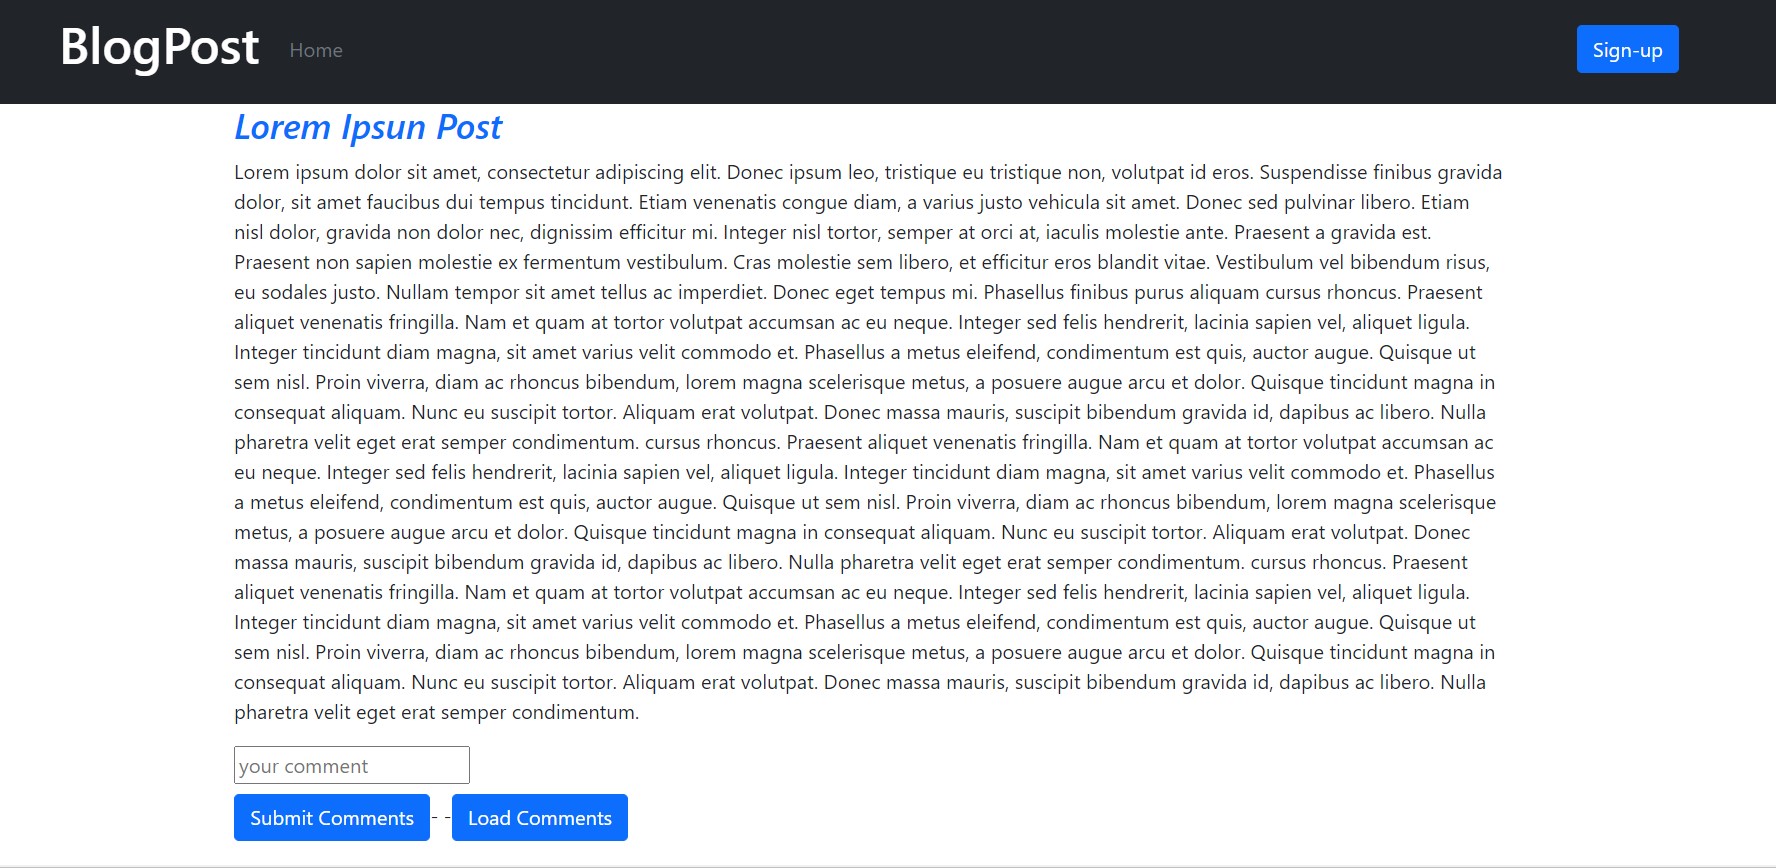 BlogPost Home Sign-up
Lorem Ipsun Post
Lorem ipsum dolor sit amet, consectetur adipiscing elit. Donec ipsum leo, tristique eu tristique non, volutpat id eros. Suspendisse finibus gravida
dolor, sit amet faucibus dui tempus tincidunt. Etiam venenatis congue diam, a varius justo vehicula sit amet. Donec sed pulvinar libero. Etiam
nisl dolor, gravida non dolor nec, dignissim efficitur mi. Integer nisl tortor, semper at orci at, iaculis molestie ante. Praesent a gravida est.
Praesent non sapien molestie ex fermentum vestibulum. Cras molestie sem libero, et efficitur eros blandit vitae. Vestibulum vel bibendum risus,
eu sodales justo. Nullam tempor sit amet tellus ac imperdiet. Donec eget tempus mi. Phasellus finibus purus aliquam cursus rhoncus. Praesent
aliquet venenatis fringilla. Nam et quam at tortor volutpat accumsan ac eu neque. Integer sed felis hendrerit, lacinia sapien vel, aliquet ligula.
Integer tincidunt diam magna, sit amet varius velit commodo et. Phasellus a metus eleifend, condimentum est quis, auctor augue. Quisque ut
sem nisl. Proin viverra, diam ac rhoncus bibendum, lorem magna scelerisque metus, a posuere augue arcu et dolor. Quisque tincidunt magna in
consequat aliquam. Nunc eu suscipit tortor. Aliquam erat volutpat. Donec massa mauris, suscipit bibendum gravida id, dapibus ac libero. Nulla
pharetra velit eget erat semper condimentum. cursus rhoncus. Praesent aliquet venenatis fringilla. Nam et quam at tortor volutpat accumsan ac
eu neque. Integer sed felis hendrerit, lacinia sapien vel, aliquet ligula. Integer tincidunt diam magna, sit amet varius velit commodo et. Phasellus
a metus eleifend, condimentum est quis, auctor augue. Quisque ut sem nisl. Proin viverra, diam ac rhoncus bibendum, lorem magna scelerisque
metus, a posuere augue arcu et dolor. Quisque tincidunt magna in consequat aliquam. Nunc eu suscipit tortor. Aliquam erat volutpat. Donec
massa mauris, suscipit bibendum gravida id, dapibus ac libero. Nulla pharetra velit eget erat semper condimentum. cursus rhoncus. Praesent
aliquet venenatis fringilla. Nam et quam at tortor volutpat accumsan ac eu neque. Integer sed felis hendrerit, lacinia sapien vel, aliquet ligula.
Integer tincidunt diam magna, sit amet varius velit commodo et. Phasellus a metus eleifend, condimentum est quis, auctor augue. Quisque ut
sem nisl. Proin viverra, diam ac rhoncus bibendum, lorem magna scelerisque metus, a posuere augue arcu et dolor. Quisque tincidunt magna in
consequat aliquam. Nunc eu suscipit tortor. Aliquam erat volutpat. Donec massa mauris, suscipit bibendum gravida id, dapibus ac libero. Nulla
pharetra velit eget erat semper condimentum.
your comment
Submit Comments - - Load Comments